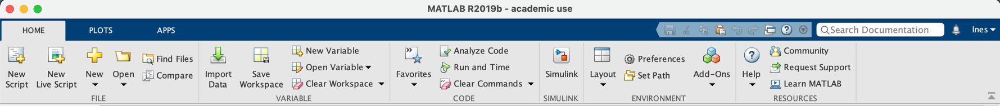 MATLAB R2019b - academic use
HOME PLOTS APPS Search Documentation Ines
New Script
New Live Script
New
Open
Find Files
Compare
FILE
Import Data
Save Workspace
New Variable
Open Variable
Clear Workspace
VARIABLE
Favorites
Analyze Code
Run and Time
Clear Commands
CODE
Simulink
SIMULINK
Layout
Preferences
Set Path
Add-Ons
ENVIRONMENT
Help
Community
Request Support
Learn MATLAB
RESOURCES